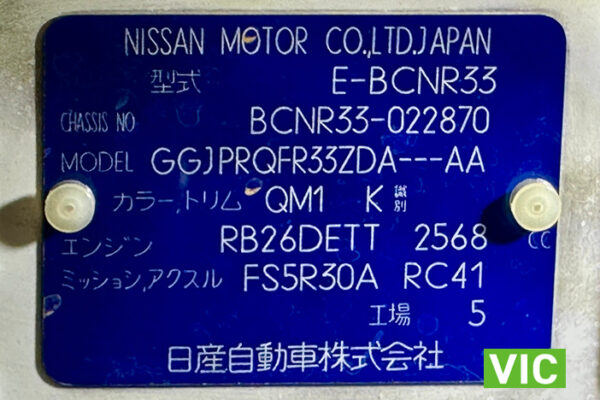 NISSAN MOTOR CO.,LTD.JAPAN
型式 E-BCNR33
CHASSIS NO BCNR33-022870
MODEL GGJPRQFR33ZDA---AA
カラー,トリム QM1 K 識別
エンジン RB26DETT 2568 CC
ミッション,アクスル FS5R30A RC41
工場 5
日産自動車株式会社
VIC